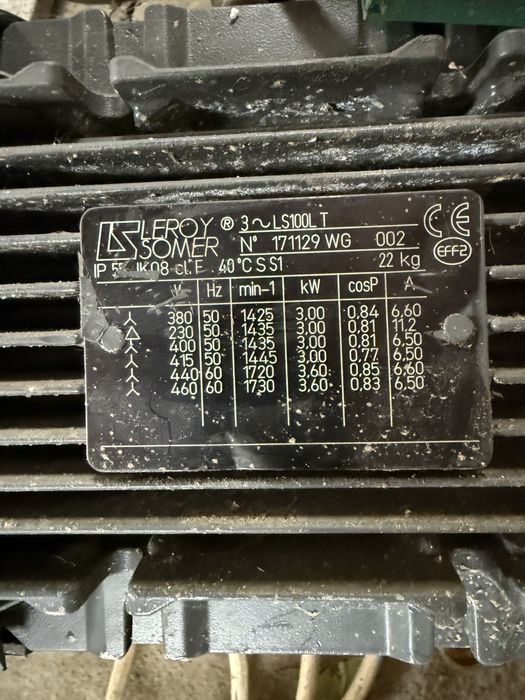 LEROY SOMER ® 3~LS100L T CE
N° 171129 WG 002 EFF2
IP 55 IK 08 cl.F 40°C S S1 22 kg
V Hz min-1 kW cosP A
380 50 1425 3,00 0,84 6,60
230 50 1435 3,00 0,81 11,2
400 50 1435 3,00 0,81 6,50
415 50 1445 3,00 0,77 6,50
440 60 1720 3,60 0,85 6,60
460 60 1730 3,60 0,83 6,50